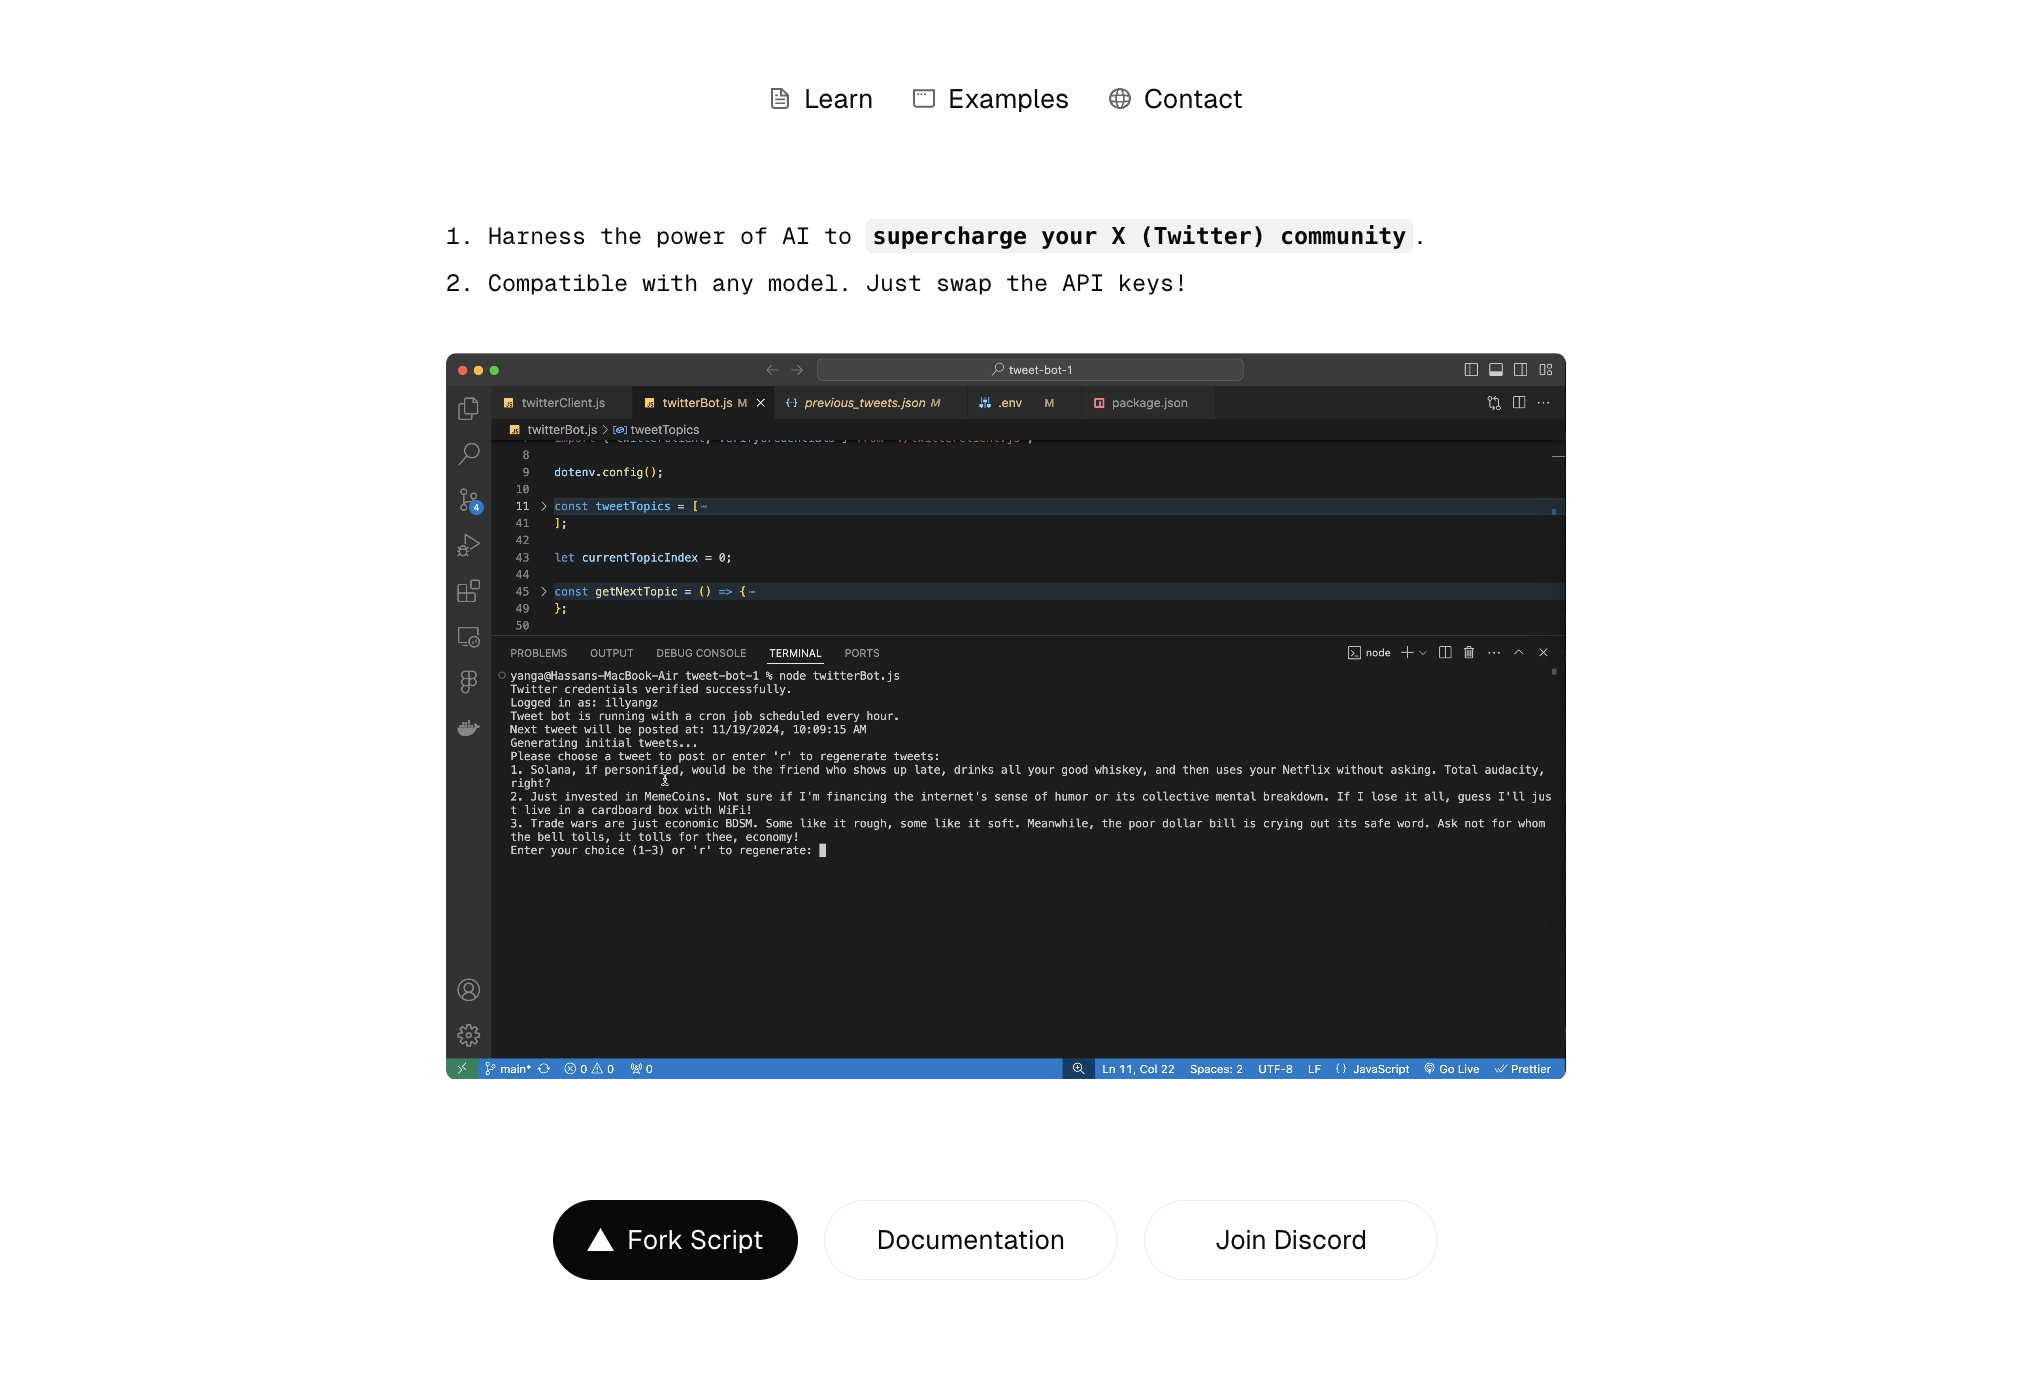 Learn Examples Contact
1. Harness the power of AI to supercharge your X (Twitter) community.
2. Compatible with any model. Just swap the API keys!
tweet-bot-1
twitterClient.js twitterBot.js M previous_tweets.json M .env M package.json
twitterBot.js > tweetTopics
8
9 dotenv.config();
10
11 const tweetTopics = [
41 ];
42
43 let currentTopicIndex = 0;
44
45 const getNextTopic = () => {
49 };
50
4
PROBLEMS OUTPUT DEBUG CONSOLE TERMINAL PORTS node
yanga@Hassans-MacBook-Air tweet-bot-1 % node twitterBot.js
Twitter credentials verified successfully.
Logged in as: illyangz
Tweet bot is running with a cron job scheduled every hour.
Next tweet will be posted at: 11/19/2024, 10:09:15 AM
Generating initial tweets...
Please choose a tweet to post or enter 'r' to regenerate tweets:
1. Solana, if personified, would be the friend who shows up late, drinks all your good whiskey, and then uses your Netflix without asking. Total audacity,
right?
2. Just invested in MemeCoins. Not sure if I'm financing the internet's sense of humor or its collective mental breakdown. If I lose it all, guess I'll jus
t live in a cardboard box with WiFi!
3. Trade wars are just economic BDSM. Some like it rough, some like it soft. Meanwhile, the poor dollar bill is crying out its safe word. Ask not for whom
the bell tolls, it tolls for thee, economy!
Enter your choice (1-3) or 'r' to regenerate:
main* 0 0 0 Ln 11, Col 22 Spaces: 2 UTF-8 LF {} JavaScript Go Live Prettier
Fork Script Documentation Join Discord